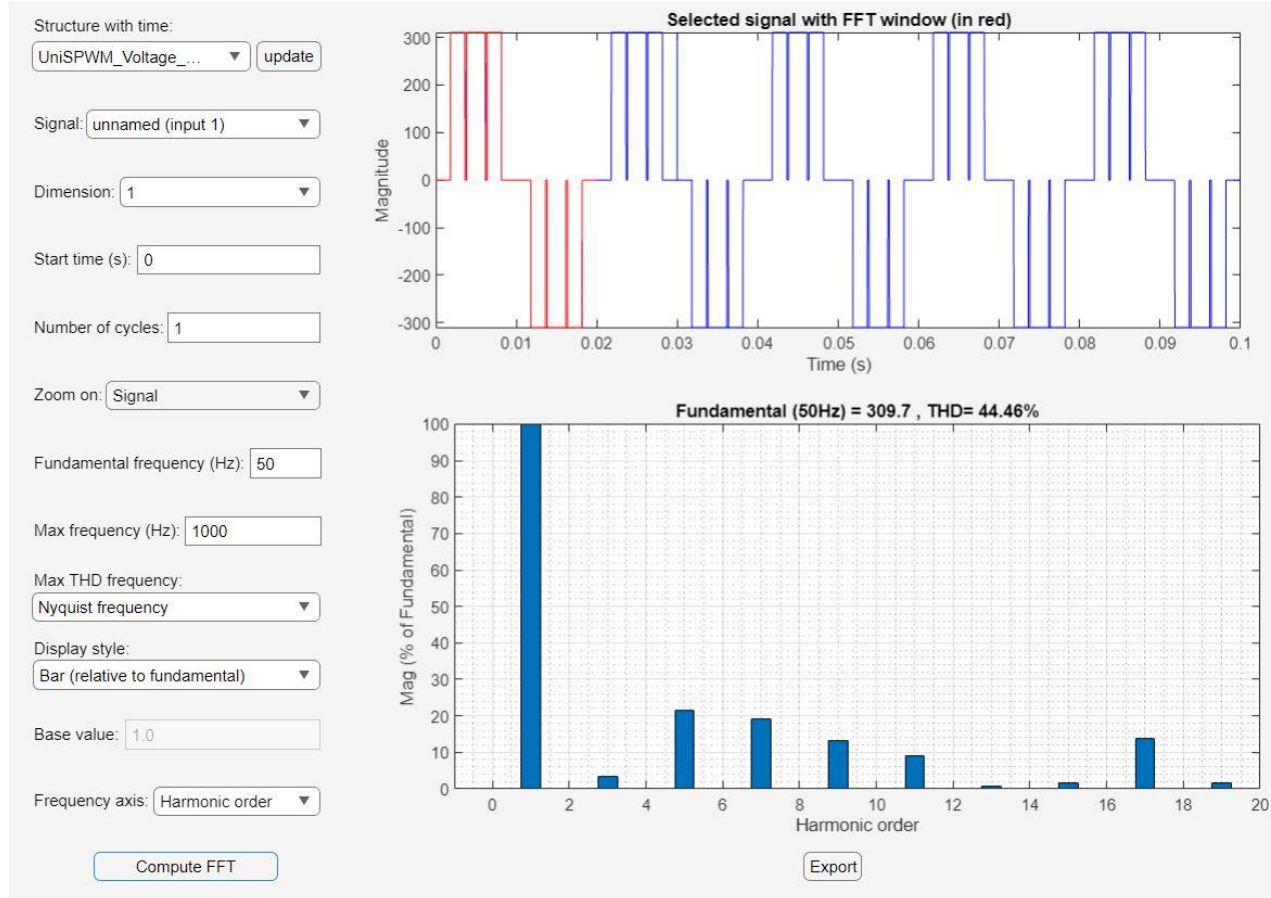 Structure with time:
UniSPWM_Voltage_... update
Signal: unnamed (input 1)
Dimension: 1
Start time (s): 0
Number of cycles: 1
Zoom on: Signal
Fundamental frequency (Hz): 50
Max frequency (Hz): 1000
Max THD frequency:
Nyquist frequency
Display style:
Bar (relative to fundamental)
Base value: 1.0
Frequency axis: Harmonic order
Compute FFT
Selected signal with FFT window (in red)
300
200
100
0
-100
-200
-300
Magnitude
0 0.01 0.02 0.03 0.04 0.05 0.06 0.07 0.08 0.09 0.1
Time (s)
Fundamental (50Hz) = 309.7 , THD= 44.46%
100
90
80
70
60
50
40
30
20
10
0
Mag (% of Fundamental)
0 2 4 6 8 10 12 14 16 18 20
Harmonic order
Export